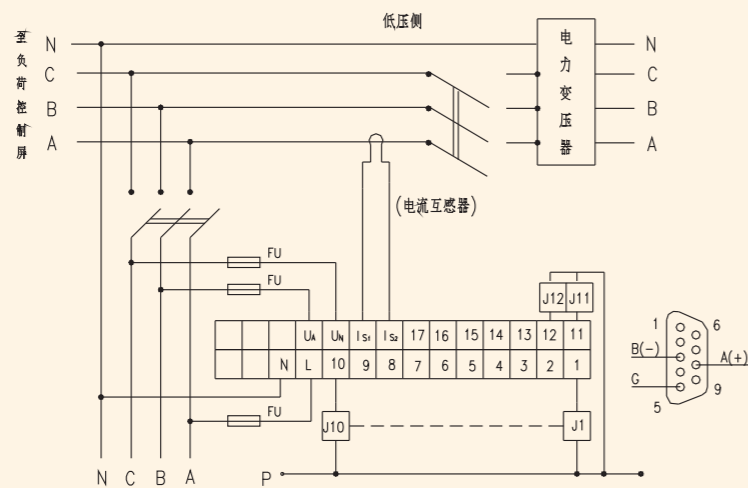 低压侧
至负荷控制屏
电力变压器
N
N
C
C
B
B
A
A
(电流互感器)
FU
FU
J12 J11
UA UN IS1 IS2 17 16 15 14 13 12 11
N L 10 9 8 7 6 5 4 3 2 1
1 6
B(-) A(+)
G
5 9
FU
J10 J1
N C B A P